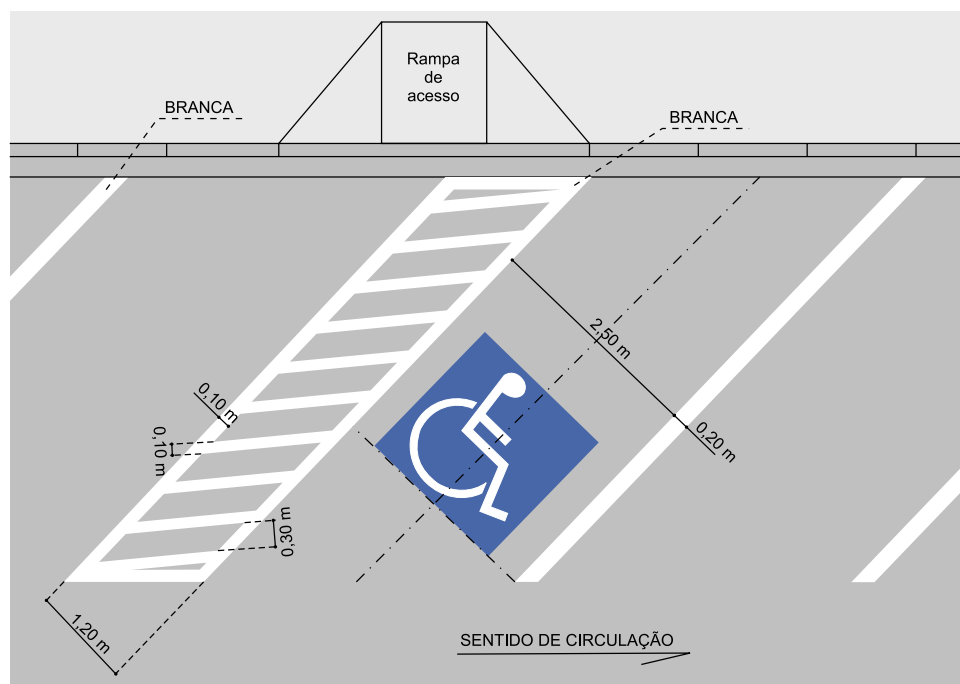 Rampa
de
acesso
BRANCA
BRANCA
2,50 m
0,10 m
0,20 m
0,10 m
0,30 m
1,20 m
SENTIDO DE CIRCULAÇÃO